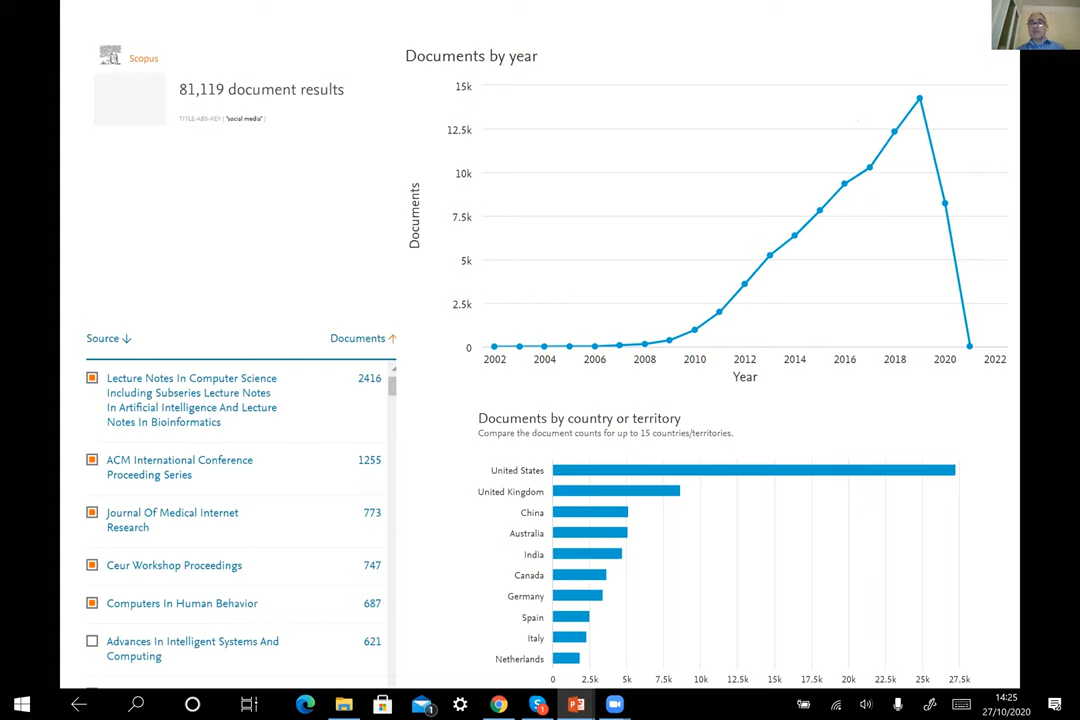 Scopus
81,119 document results
TITLE-ABS-KEY ( "social media" )
Documents by year
15k
12.5k
10k
7.5k
5k
2.5k
0
Documents
2002 2004 2006 2008 2010 2012 2014 2016 2018 2020 2022
Year
Source Documents
Lecture Notes In Computer Science 2416
Including Subseries Lecture Notes
In Artificial Intelligence And Lecture
Notes In Bioinformatics
ACM International Conference 1255
Proceeding Series
Journal Of Medical Internet 773
Research
Ceur Workshop Proceedings 747
Computers In Human Behavior 687
Advances In Intelligent Systems And 621
Computing
Documents by country or territory
Compare the document counts for up to 15 countries/territories.
United States
United Kingdom
China
Australia
India
Canada
Germany
Spain
Italy
Netherlands
0 2.5k 5k 7.5k 10k 12.5k 15k 17.5k 20k 22.5k 25k 27.5k
14:25
27/10/2020